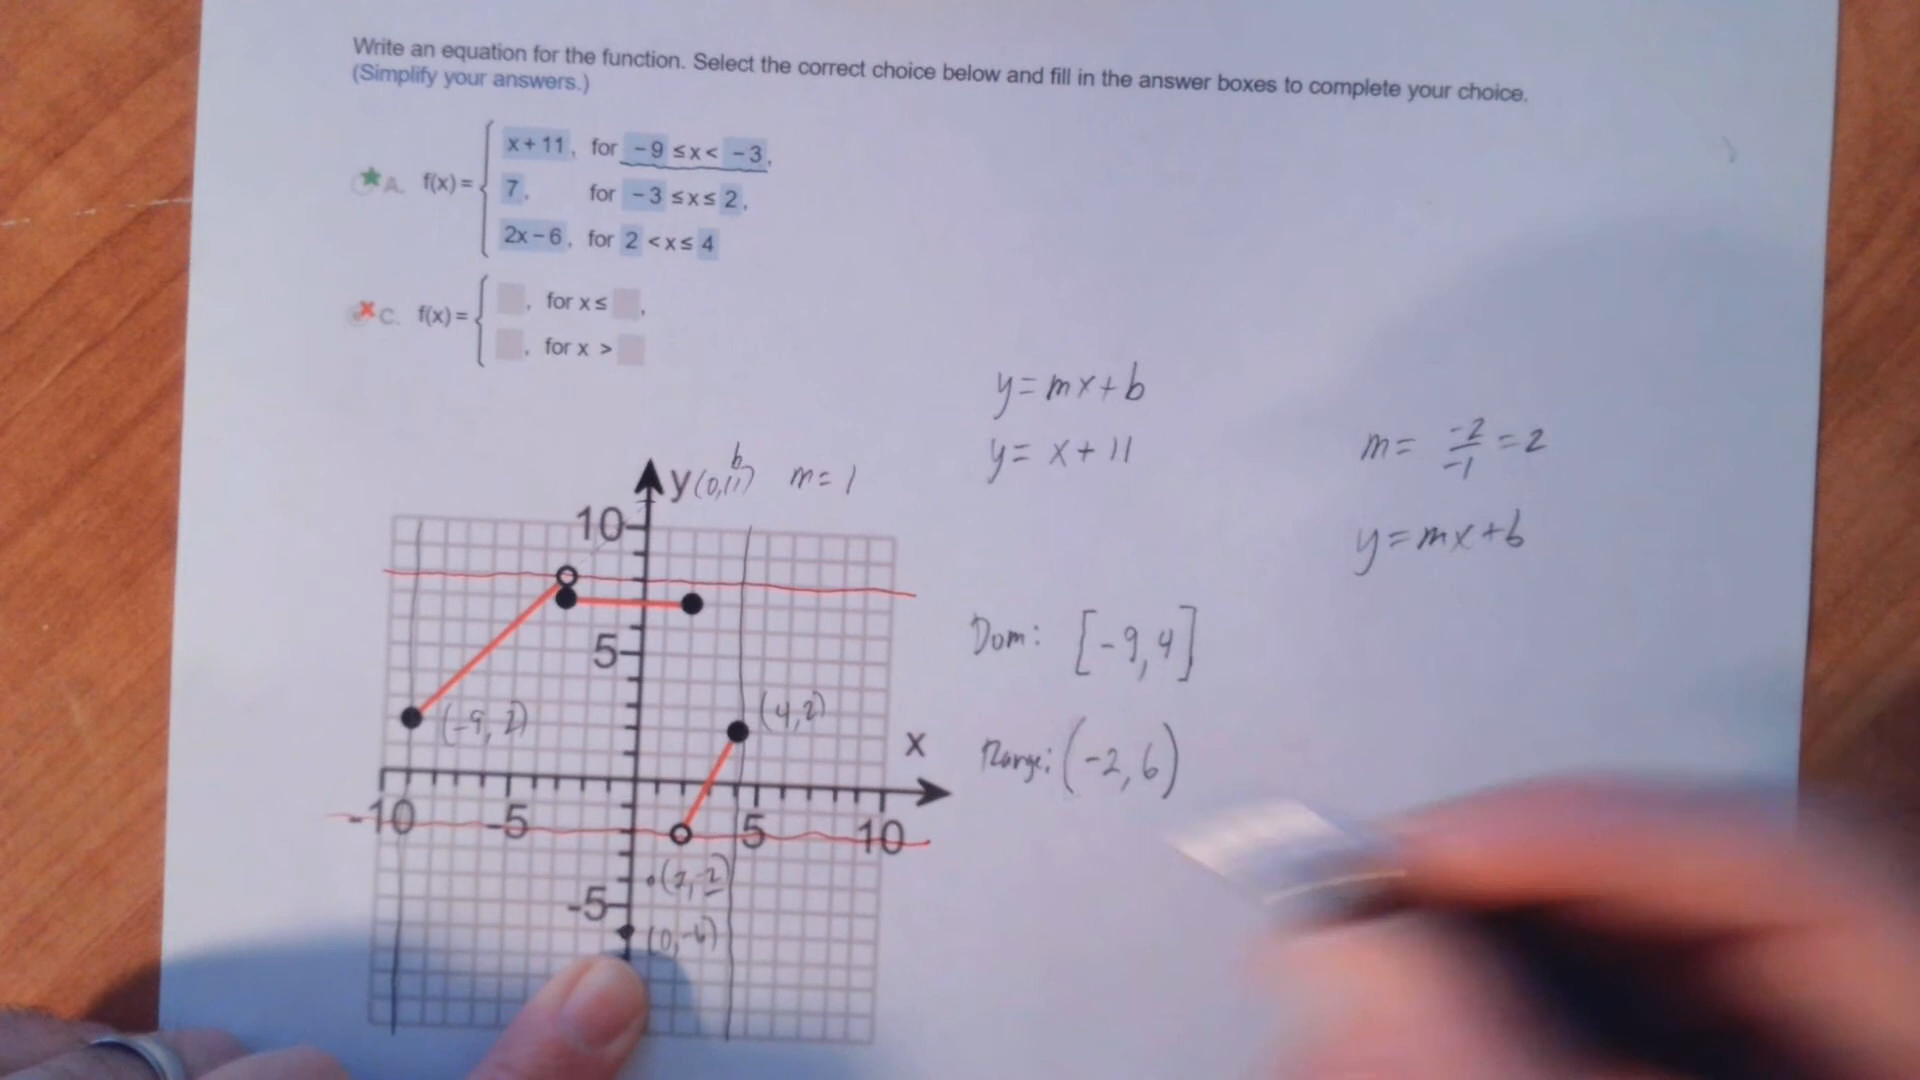 Write an equation for the function. Select the correct choice below and fill in the answer boxes to complete your choice.
(Simplify your answers.)
A. f(x) = { x + 11, for -9 ≤ x < -3,
7, for -3 ≤ x ≤ 2,
2x - 6, for 2 < x ≤ 4
C. f(x) = { , for x ≤ ,
, for x >
y = mx + b
y = x + 11
m = -2/-1 = 2
y = mx + b
y (0,11) b m = 1
10
5
Dom: [-9,4]
(-9, 2)
(4,2)
x
Range: (-2,6)
-10 -5 5 10
(2,-2)
-5
(0,-6)